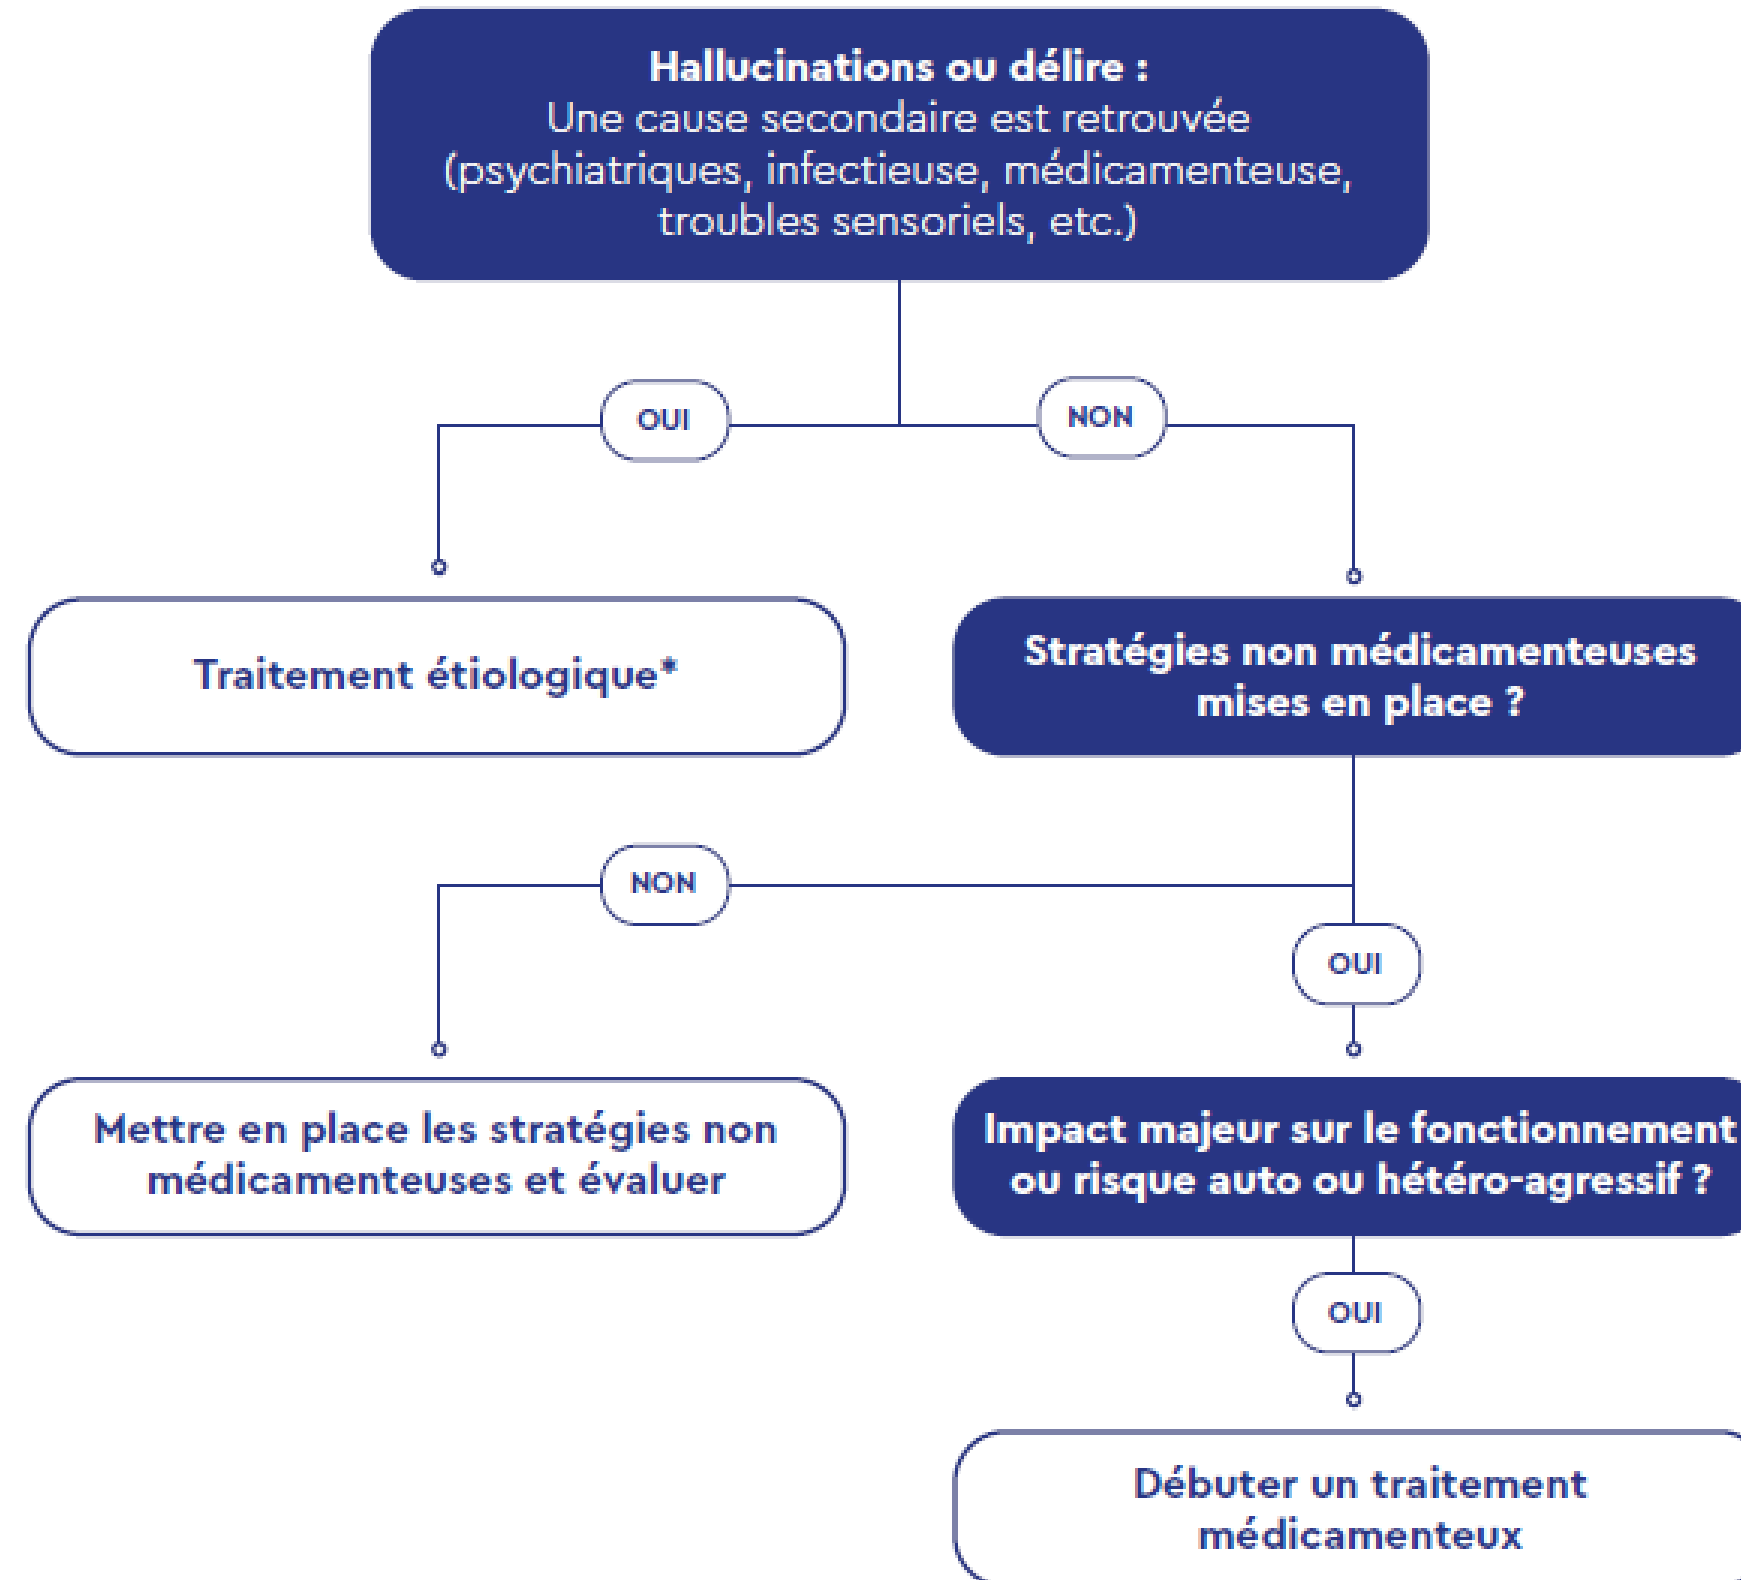 Hallucinations ou délire :
Une cause secondaire est retrouvée
(psychiatriques, infectieuse, médicamenteuse,
troubles sensoriels, etc.)
OUI
NON
Traitement étiologique*
Stratégies non médicamenteuses
mises en place ?
NON
OUI
Mettre en place les stratégies non
médicamenteuses et évaluer
Impact majeur sur le fonctionnement
ou risque auto ou hétéro-agressif ?
OUI
Débuter un traitement
médicamenteux